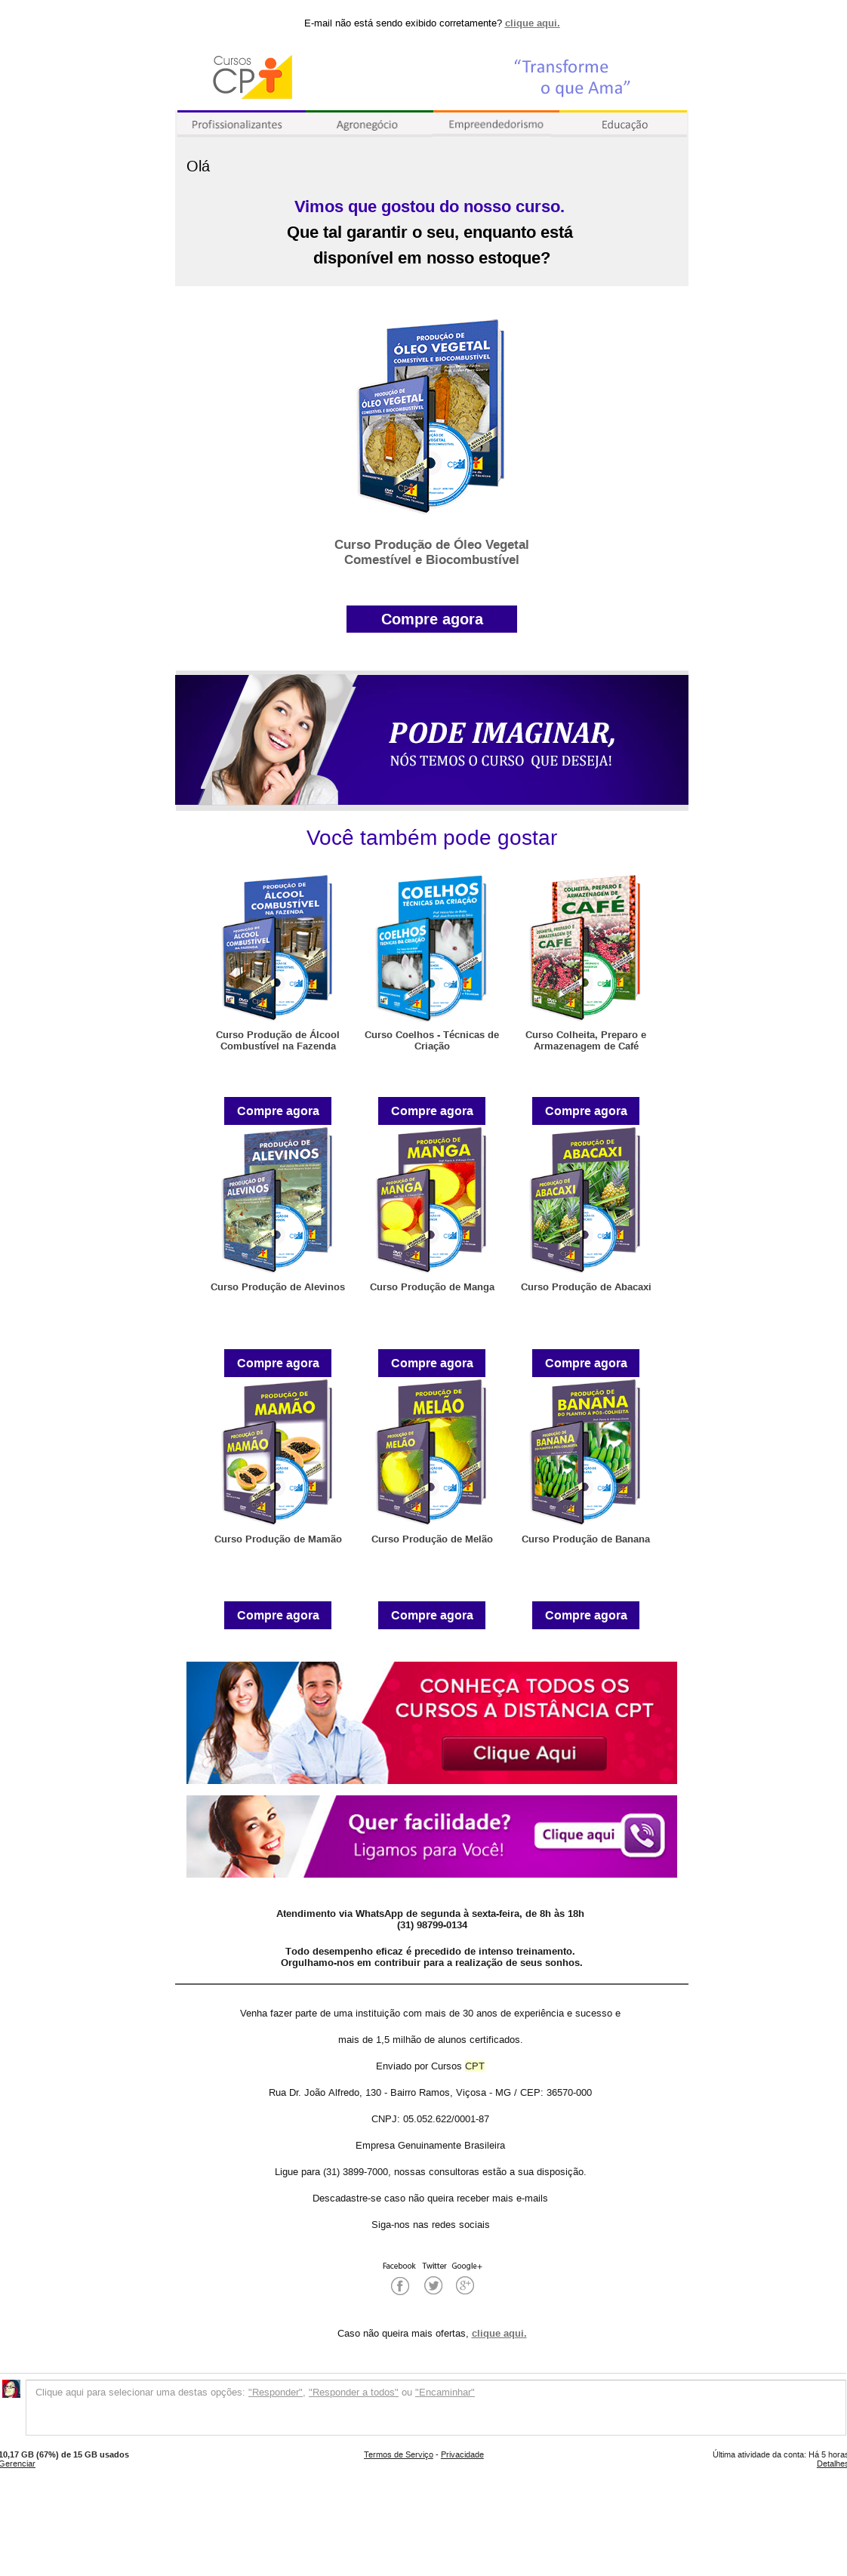 E-mail não está sendo exibido corretamente? clique aqui.
Cursos
CPT
“Transforme
o que Ama”
Profissionalizantes Agronegócio Empreendedorismo Educação
Olá
Vimos que gostou do nosso curso.
Que tal garantir o seu, enquanto está
disponível em nosso estoque?
PRODUÇÃO DE
ÓLEO VEGETAL
COMESTÍVEL E BIOCOMBUSTÍVEL
PRODUÇÃO DE
ÓLEO VEGETAL
COMESTÍVEL E BIOCOMBUSTÍVEL
Curso Produção de Óleo Vegetal
Comestível e Biocombustível
Compre agora
PODE IMAGINAR,
NÓS TEMOS O CURSO QUE DESEJA!
Você também pode gostar
PRODUÇÃO DE
ÁLCOOL
COMBUSTÍVEL
NA FAZENDA
COELHOS
TÉCNICAS DA CRIAÇÃO
COLHEITA, PREPARO E
ARMAZENAGEM DE
CAFÉ
Curso Produção de Álcool
Combustível na Fazenda
Curso Coelhos - Técnicas de
Criação
Curso Colheita, Preparo e
Armazenagem de Café
Compre agora Compre agora Compre agora
PRODUÇÃO DE
ALEVINOS
PRODUÇÃO DE
MANGA
PRODUÇÃO DE
ABACAXI
Curso Produção de Alevinos Curso Produção de Manga Curso Produção de Abacaxi
Compre agora Compre agora Compre agora
PRODUÇÃO DE
MAMÃO
PRODUÇÃO DE
MELÃO
PRODUÇÃO DE
BANANA
DO PLANTIO À PÓS-COLHEITA
Curso Produção de Mamão Curso Produção de Melão Curso Produção de Banana
Compre agora Compre agora Compre agora
CONHEÇA TODOS OS
CURSOS A DISTÂNCIA CPT
Clique Aqui
Quer facilidade?
Ligamos para Você!
Clique aqui
Atendimento via WhatsApp de segunda à sexta-feira, de 8h às 18h
(31) 98799-0134
Todo desempenho eficaz é precedido de intenso treinamento.
Orgulhamo-nos em contribuir para a realização de seus sonhos.
Venha fazer parte de uma instituição com mais de 30 anos de experiência e sucesso e
mais de 1,5 milhão de alunos certificados.
Enviado por Cursos CPT
Rua Dr. João Alfredo, 130 - Bairro Ramos, Viçosa - MG / CEP: 36570-000
CNPJ: 05.052.622/0001-87
Empresa Genuinamente Brasileira
Ligue para (31) 3899-7000, nossas consultoras estão a sua disposição.
Descadastre-se caso não queira receber mais e-mails
Siga-nos nas redes sociais
Facebook Twitter Google+
Caso não queira mais ofertas, clique aqui.
Clique aqui para selecionar uma destas opções: "Responder", "Responder a todos" ou "Encaminhar"
10,17 GB (67%) de 15 GB usados
Gerenciar
Termos de Serviço - Privacidade
Última atividade da conta: Há 5 horas
Detalhes